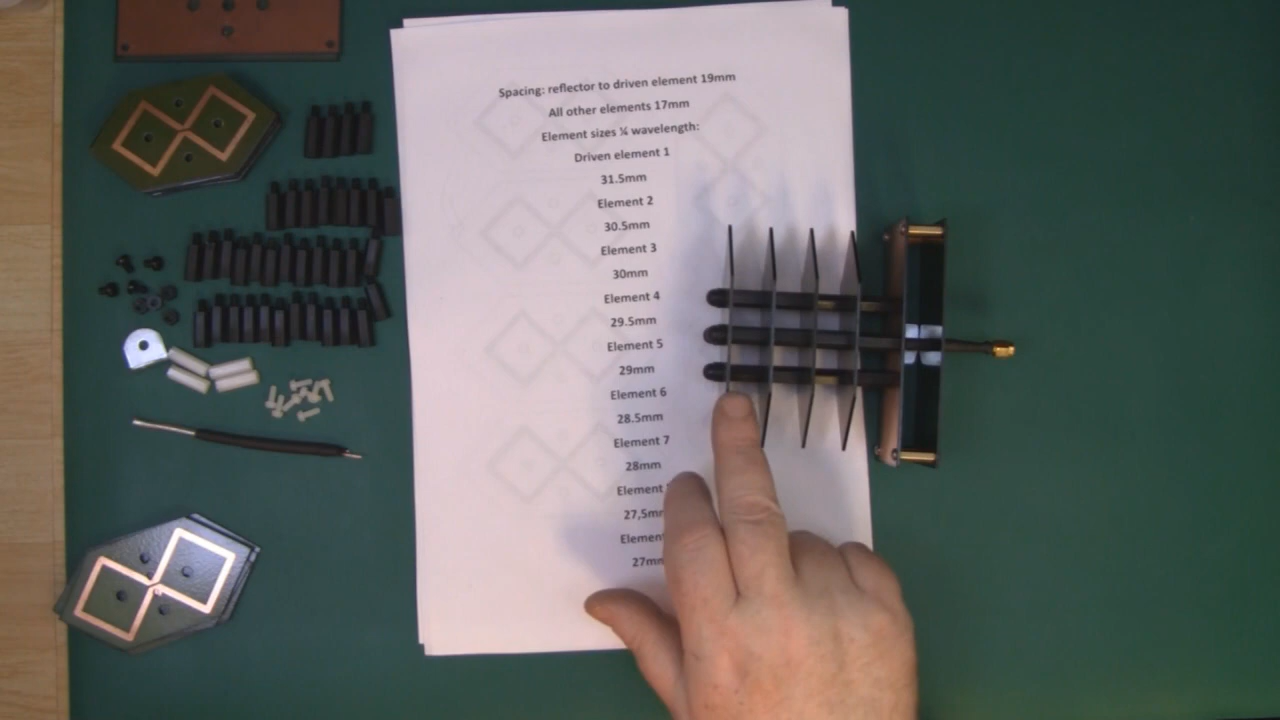 Spacing: reflector to driven element 19mm
All other elements 17mm
Element sizes ¼ wavelength:
Driven element 1
31.5mm
Element 2
30.5mm
Element 3
30mm
Element 4
29.5mm
Element 5
29mm
Element 6
28.5mm
Element 7
28mm
Element
27,5mm
Element
27mm